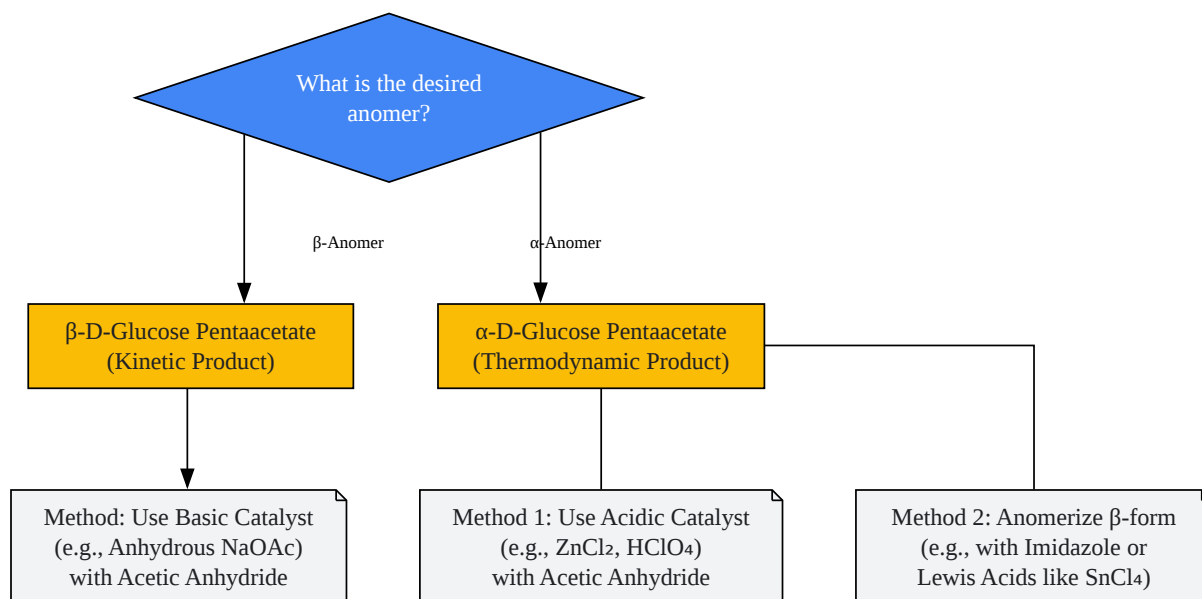 What is the desired
anomer?
β-Anomer
α-Anomer
β-D-Glucose Pentaacetate
(Kinetic Product)
α-D-Glucose Pentaacetate
(Thermodynamic Product)
Method: Use Basic Catalyst
(e.g., Anhydrous NaOAc)
with Acetic Anhydride
Method 1: Use Acidic Catalyst
(e.g., ZnCl₂, HClO₄)
with Acetic Anhydride
Method 2: Anomerize β-form
(e.g., with Imidazole or
Lewis Acids like SnCl₄)